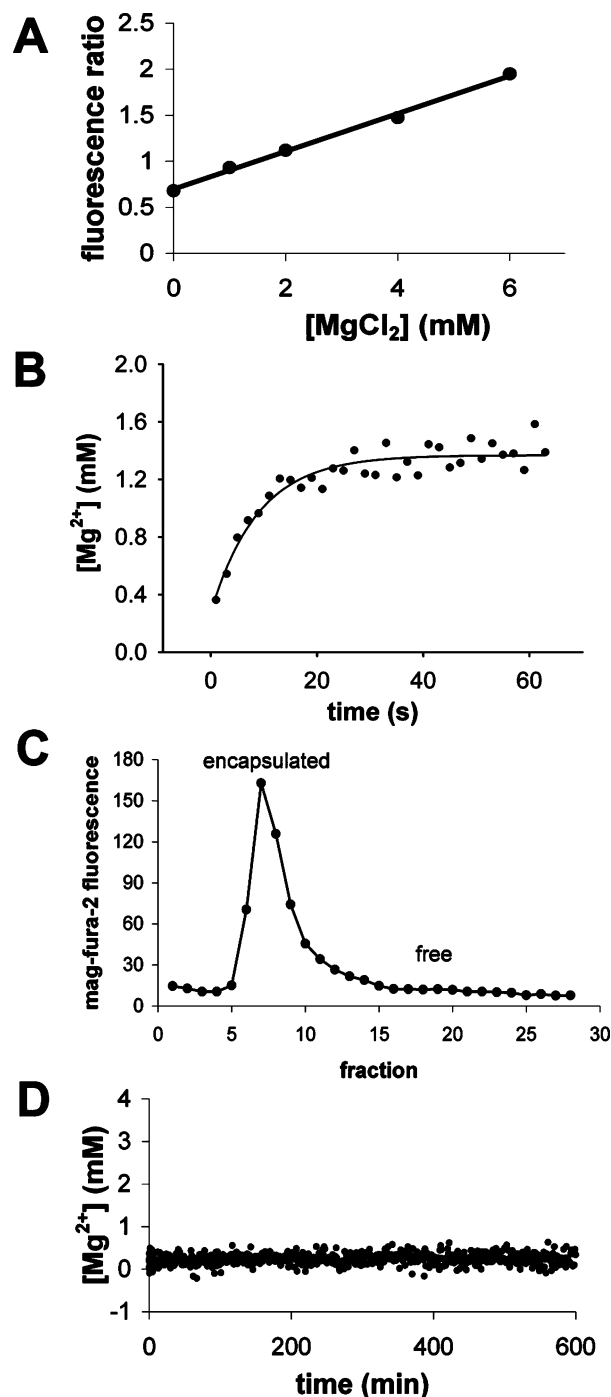 A
fluorescence ratio
2.5
2
1.5
1
0.5
0
0 2 4 6
[MgCl₂] (mM)
B
[Mg²⁺] (mM)
2.0
1.6
1.2
0.8
0.4
0.0
0 20 40 60
time (s)
C
mag-fura-2 fluorescence
180
150
120
90
60
30
0
encapsulated
free
0 5 10 15 20 25 30
fraction
D
[Mg²⁺] (mM)
4
3
2
1
0
-1
0 200 400 600
time (min)